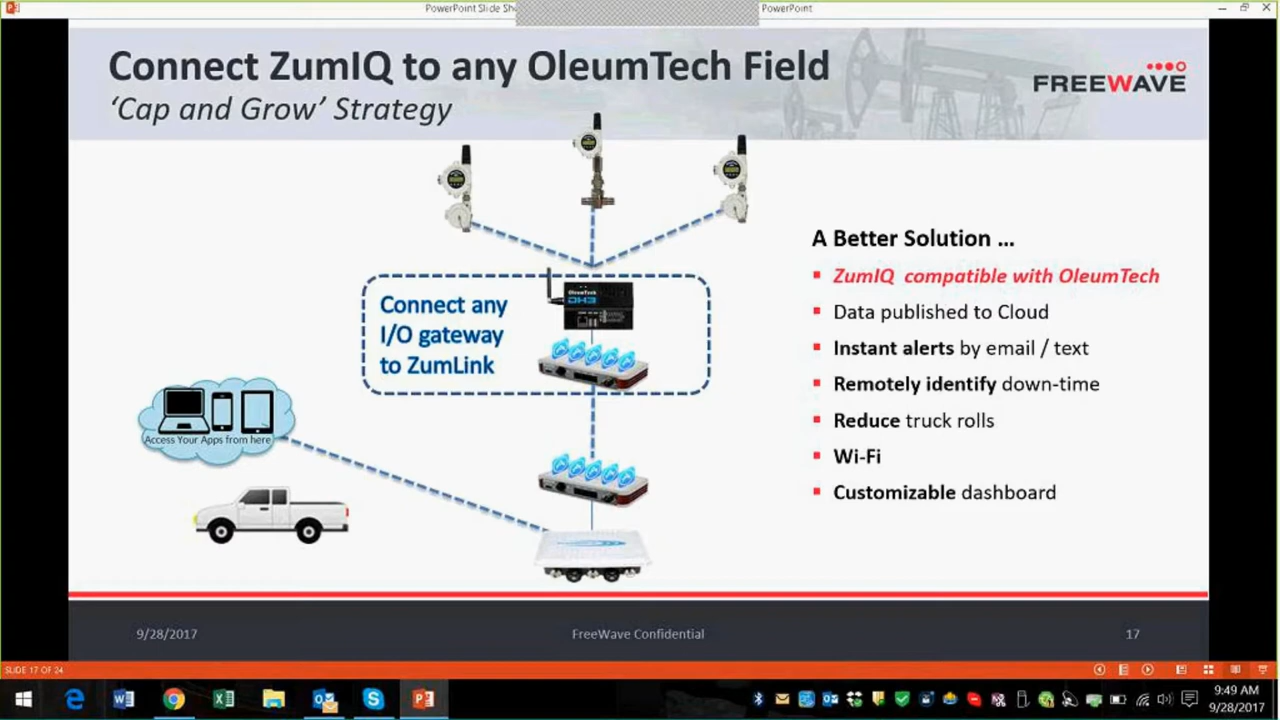 PowerPoint Slide Sh
PowerPoint
Connect ZumIQ to any OleumTech Field
‘Cap and Grow’ Strategy
FREEWAVE
Connect any
I/O gateway
to ZumLink
OleumTech
DH3
Access Your Apps from here
A Better Solution ...
ZumIQ compatible with OleumTech
Data published to Cloud
Instant alerts by email / text
Remotely identify down-time
Reduce truck rolls
Wi-Fi
Customizable dashboard
9/28/2017
FreeWave Confidential
17
SLIDE 17 OF 24
9:49 AM
9/28/2017